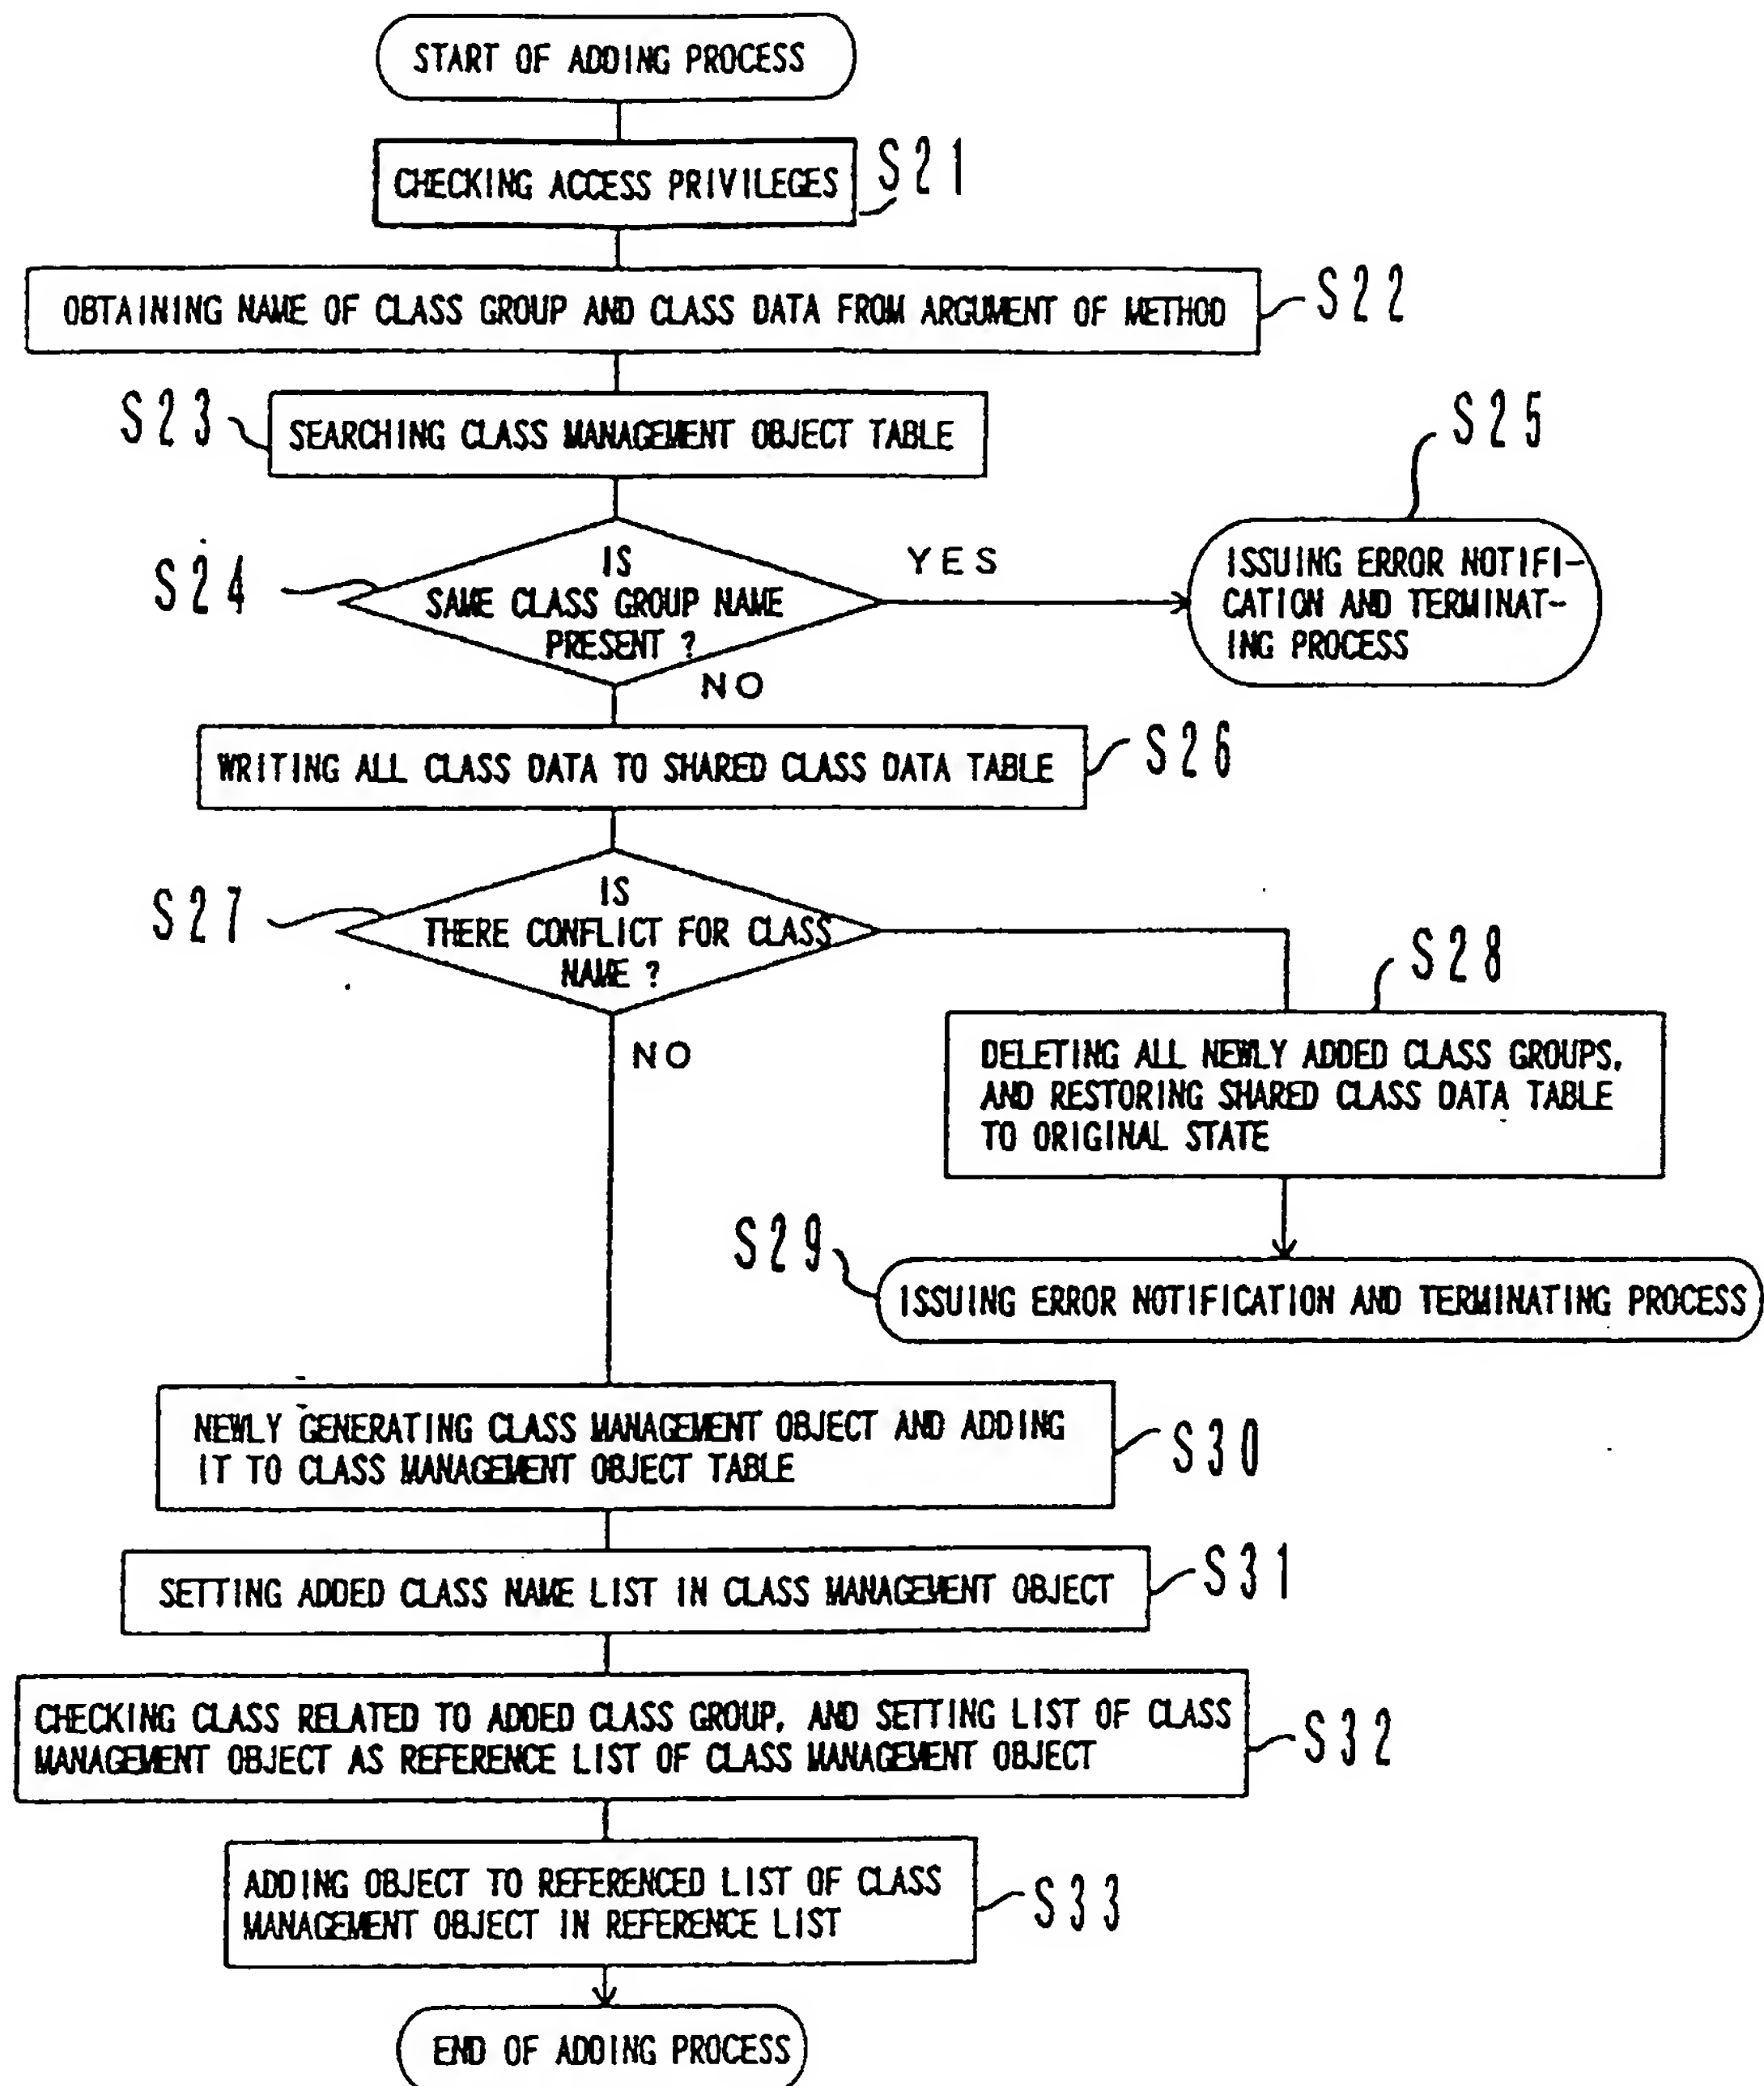 START OF ADDING PROCESS
CHECKING ACCESS PRIVILEGES
S21
OBTAINING NAME OF CLASS GROUP AND CLASS DATA FROM ARGUMENT OF METHOD
S22
S23
SEARCHING CLASS MANAGEMENT OBJECT TABLE
S24
IS
SAME CLASS GROUP NAME
PRESENT ?
YES
S25
ISSUING ERROR NOTIFI-
CATION AND TERMINAT-
ING PROCESS
NO
WRITING ALL CLASS DATA TO SHARED CLASS DATA TABLE
S26
S27
IS
THERE CONFLICT FOR CLASS
NAME ?
NO
S28
DELETING ALL NEWLY ADDED CLASS GROUPS,
AND RESTORING SHARED CLASS DATA TABLE
TO ORIGINAL STATE
S29
ISSUING ERROR NOTIFICATION AND TERMINATING PROCESS
NEWLY GENERATING CLASS MANAGEMENT OBJECT AND ADDING
IT TO CLASS MANAGEMENT OBJECT TABLE
S30
SETTING ADDED CLASS NAME LIST IN CLASS MANAGEMENT OBJECT
S31
CHECKING CLASS RELATED TO ADDED CLASS GROUP, AND SETTING LIST OF CLASS
MANAGEMENT OBJECT AS REFERENCE LIST OF CLASS MANAGEMENT OBJECT
S32
ADDING OBJECT TO REFERENCED LIST OF CLASS
MANAGEMENT OBJECT IN REFERENCE LIST
S33
END OF ADDING PROCESS